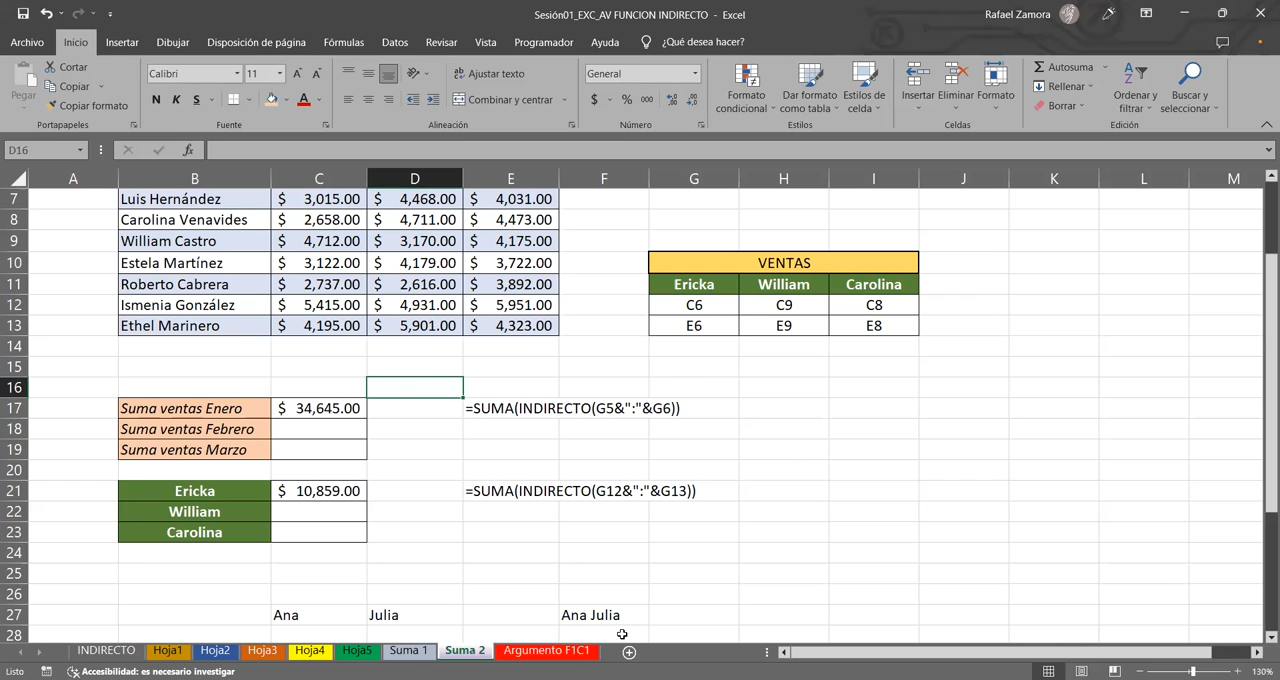 Sesión01_EXC_AV FUNCION INDIRECTO - Excel
Rafael Zamora
Archivo Inicio Insertar Dibujar Disposición de página Fórmulas Datos Revisar Vista Programador Ayuda ¿Qué desea hacer?
Pegar
Cortar
Copiar
Copiar formato
Portapapeles
Calibri 11
N K S
Fuente
Ajustar texto
Combinar y centrar
Alineación
General
$ % 000
Número
Formato condicional
Dar formato como tabla
Estilos de celda
Estilos
Insertar Eliminar Formato
Celdas
Autosuma
Rellenar
Borrar
Ordenar y filtrar
Buscar y seleccionar
Edición
D16 fx
A B C D E F G H I J K L M
7 Luis Hernández $ 3,015.00 $ 4,468.00 $ 4,031.00
8 Carolina Venavides $ 2,658.00 $ 4,711.00 $ 4,473.00
9 William Castro $ 4,712.00 $ 3,170.00 $ 4,175.00
10 Estela Martínez $ 3,122.00 $ 4,179.00 $ 3,722.00 VENTAS
11 Roberto Cabrera $ 2,737.00 $ 2,616.00 $ 3,892.00 Ericka William Carolina
12 Ismenia González $ 5,415.00 $ 4,931.00 $ 5,951.00 C6 C9 C8
13 Ethel Marinero $ 4,195.00 $ 5,901.00 $ 4,323.00 E6 E9 E8
14
15
16
17 Suma ventas Enero $ 34,645.00 =SUMA(INDIRECTO(G5&":"&G6))
18 Suma ventas Febrero
19 Suma ventas Marzo
20
21 Ericka $ 10,859.00 =SUMA(INDIRECTO(G12&":"&G13))
22 William
23 Carolina
24
25
26
27 Ana Julia Ana Julia
28
INDIRECTO Hoja1 Hoja2 Hoja3 Hoja4 Hoja5 Suma 1 Suma 2 Argumento F1C1
Listo Accesibilidad: es necesario investigar 130%